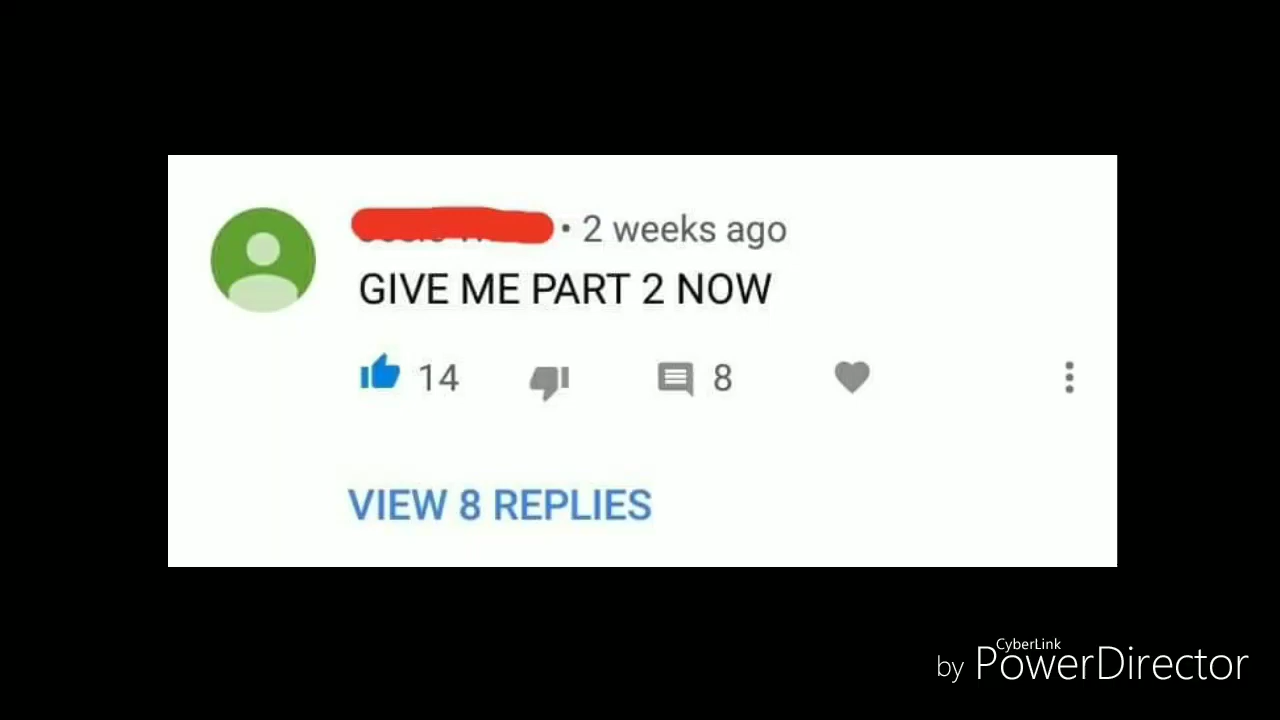 • 2 weeks ago
GIVE ME PART 2 NOW
14 8
VIEW 8 REPLIES
CyberLink
by PowerDirector